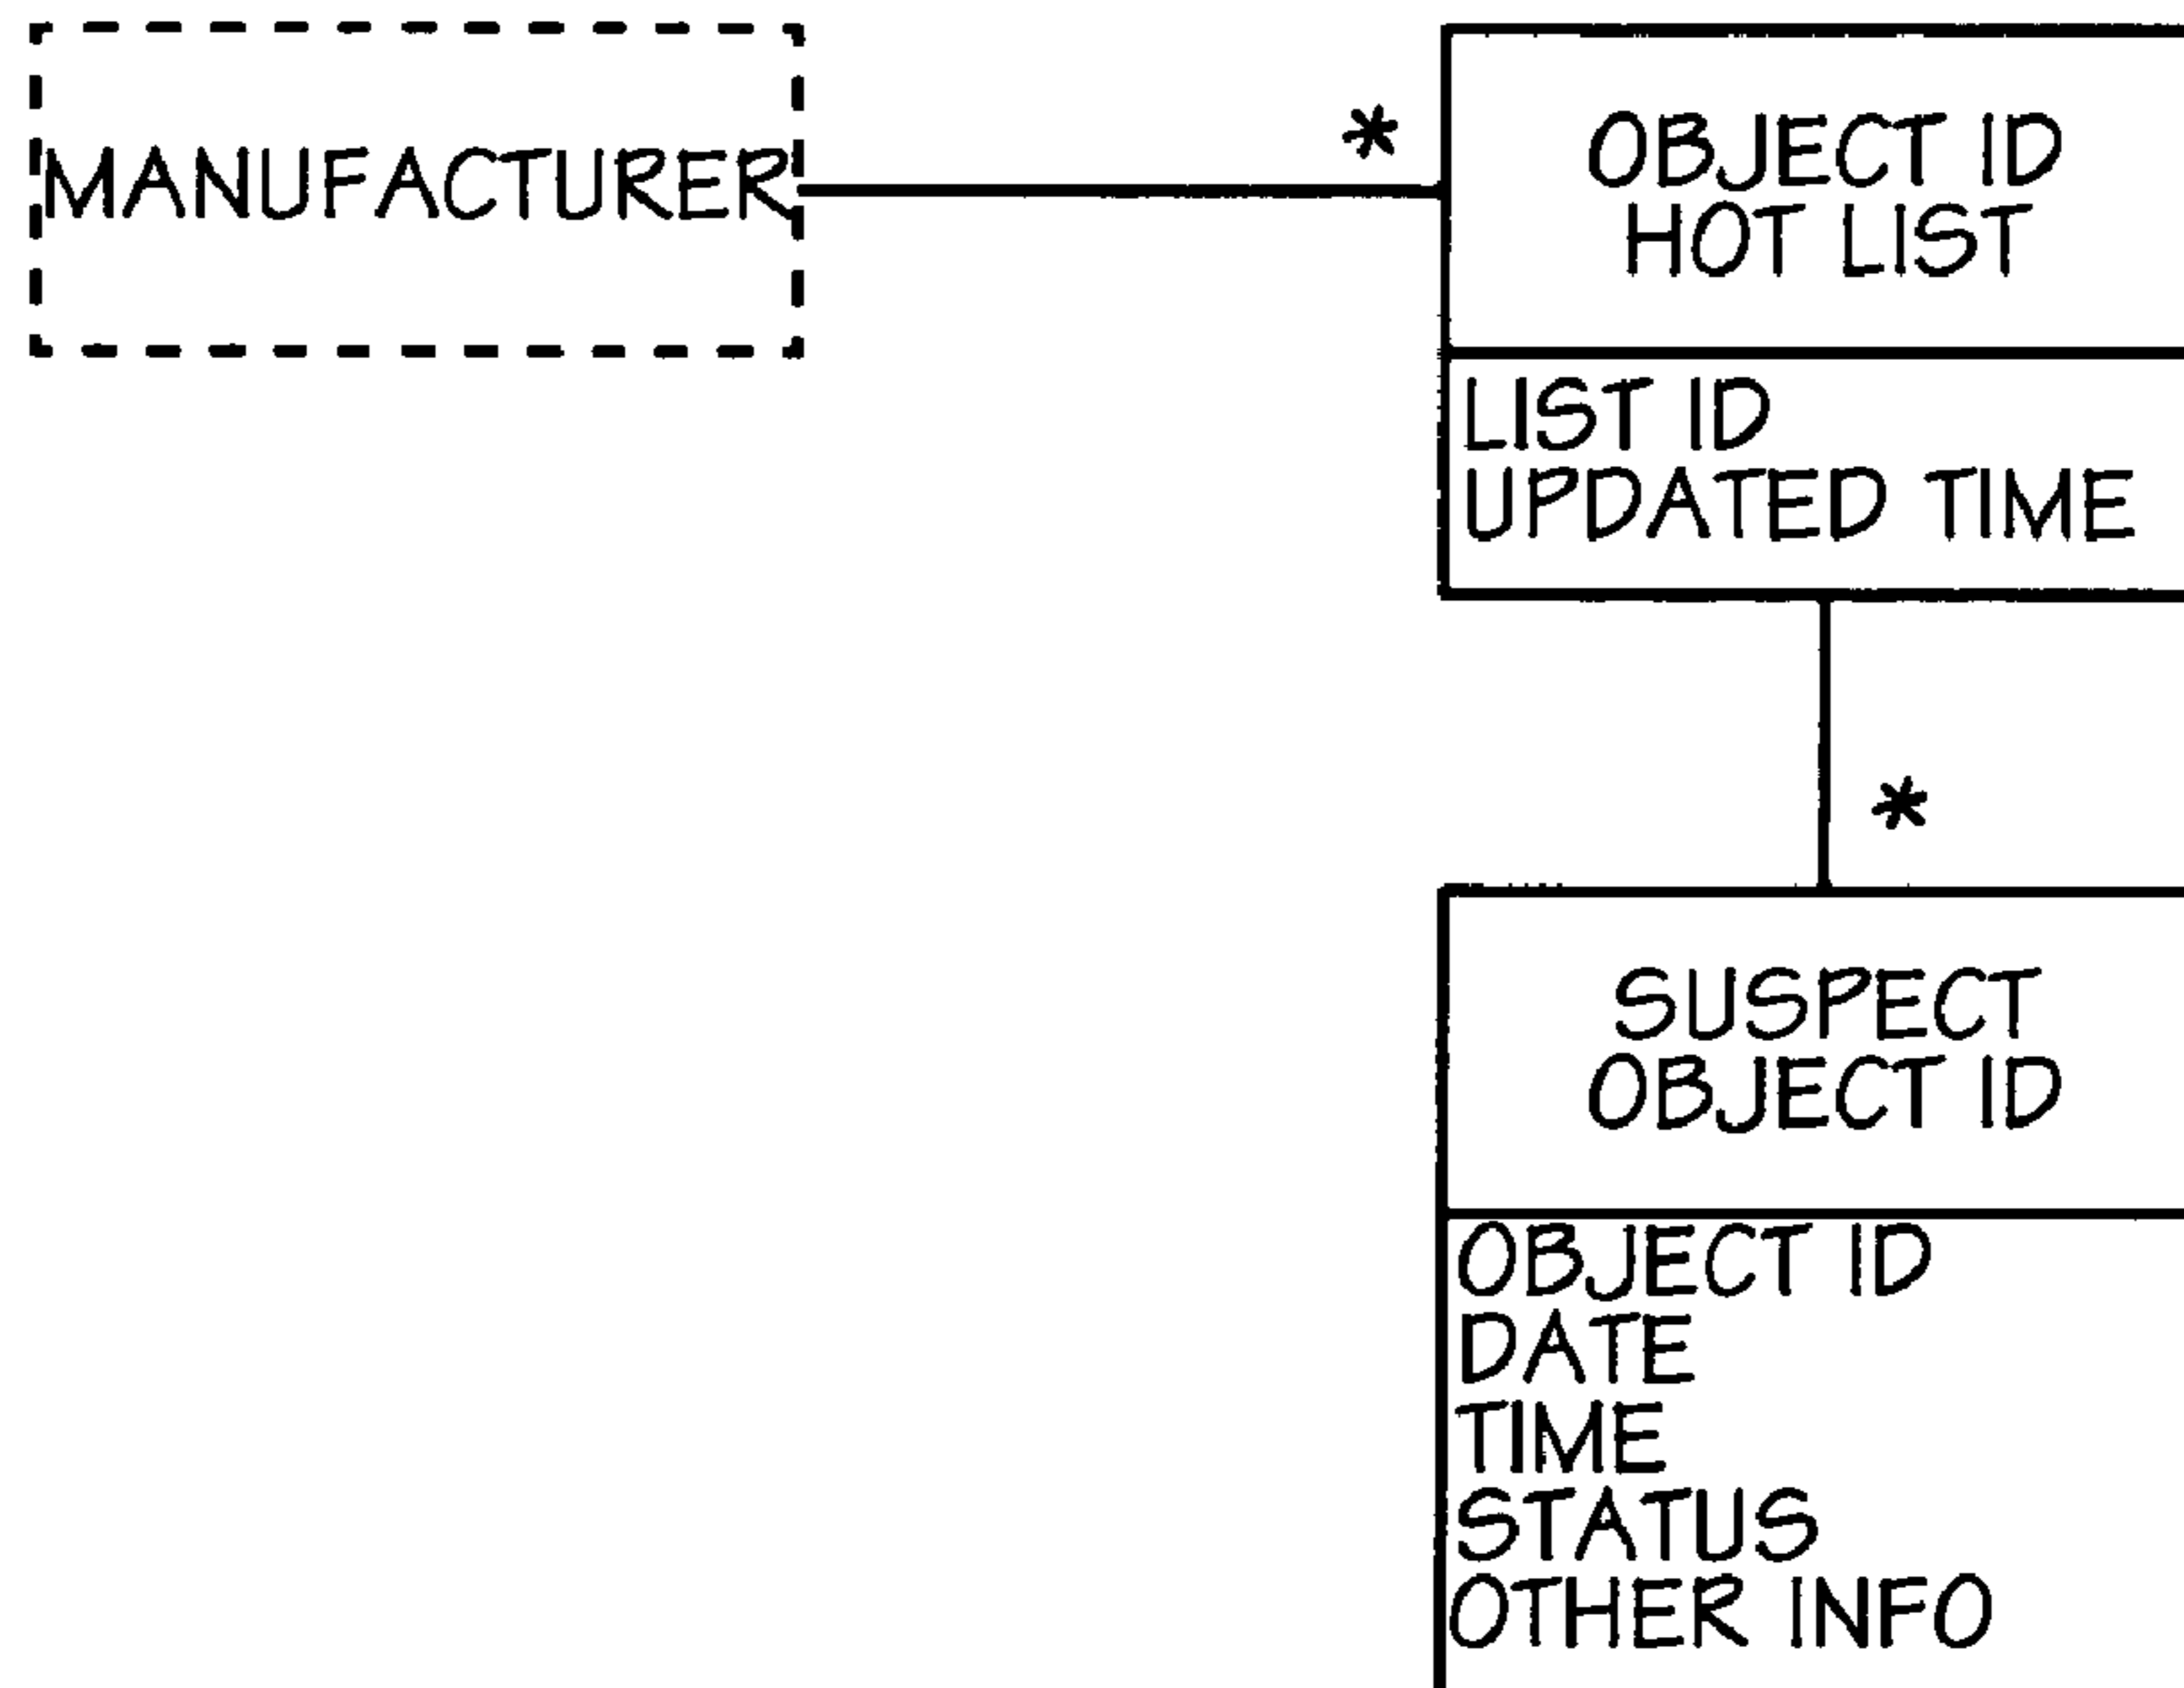 MANUFACTURER
*
OBJECT ID
HOT LIST
LIST ID
UPDATED TIME
*
SUSPECT
OBJECT ID
OBJECT ID
DATE
TIME
STATUS
OTHER INFO